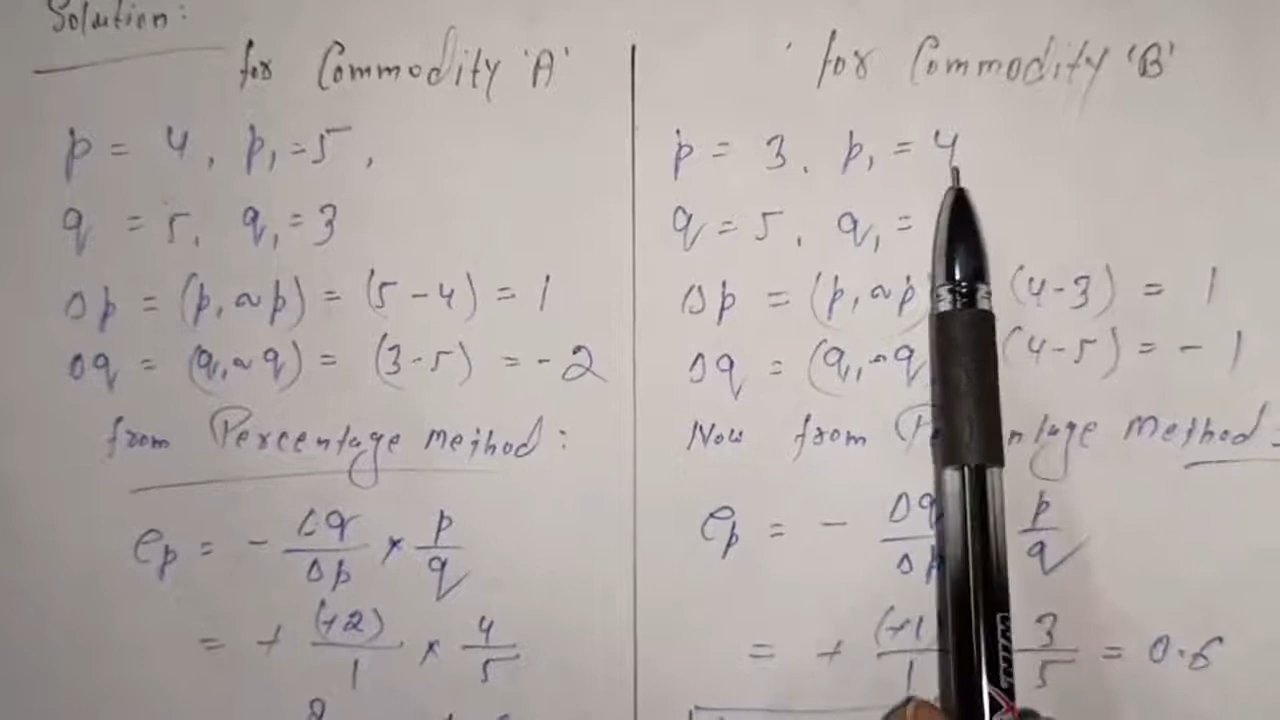 Solution:
for Commodity 'A'
p = 4, p₁ = 5,
q = 5, q₁ = 3
Δp = (p₁ ~ p) = (5 - 4) = 1
Δq = (q₁ ~ q) = (3 - 5) = - 2
from Percentage method:
ep = - Δq/Δp × p/q
= + (+2)/1 × 4/5
for Commodity 'B'
p = 3, p₁ = 4
q = 5, q₁ =
Δp = (p₁ ~ p) (4 - 3) = 1
Δq = (q₁ ~ q (4 - 5) = - 1
Now from method:
ep = - Δq/Δp p/q
= + (+1/1 3/5 = 0.6